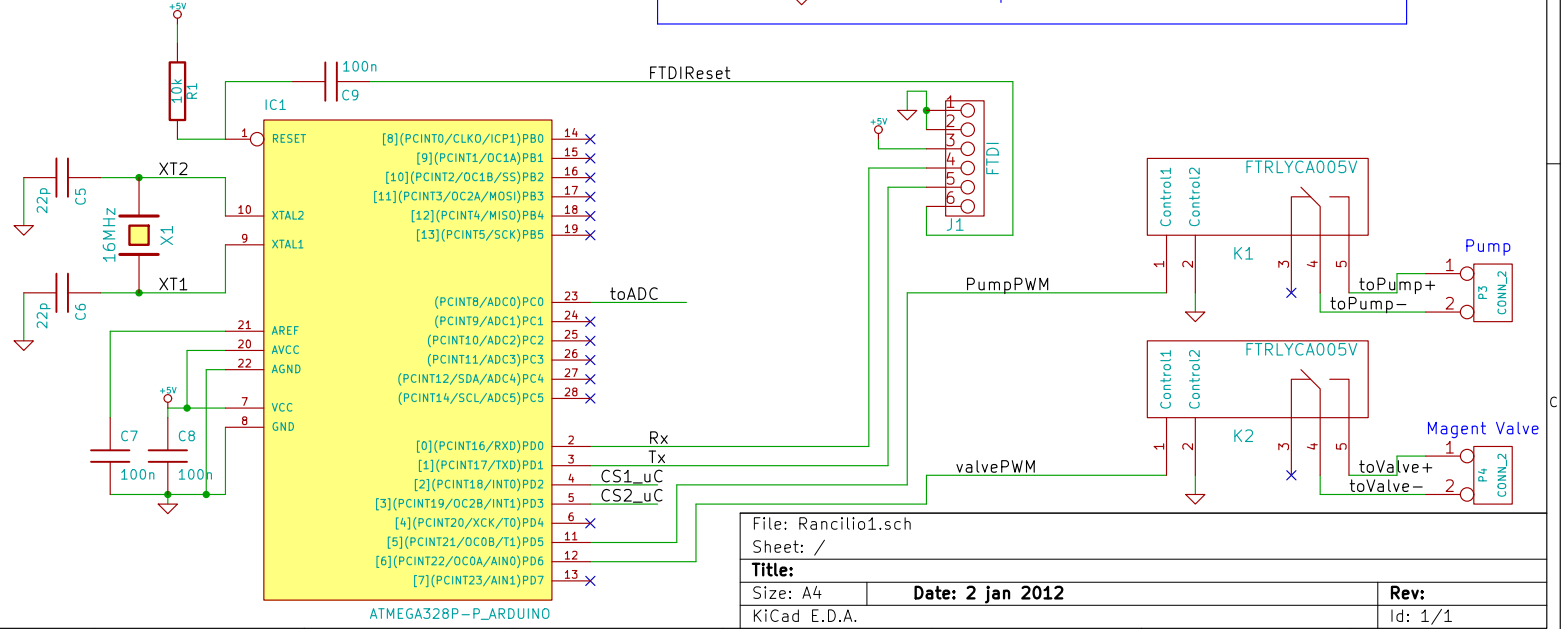 +5V
10k
R1
100n
C9
FTDIReset
IC1
1
RESET
XT2
22p
C5
16MHz
X1
XT1
22p
C6
10
XTAL2
9
XTAL1
21
AREF
20
AVCC
22
AGND
+5V
7
VCC
8
GND
C7
100n
C8
100n
[8](PCINT0/CLKO/ICP1)PB0 14
[9](PCINT1/OC1A)PB1 15
[10](PCINT2/OC1B/SS)PB2 16
[11](PCINT3/OC2A/MOSI)PB3 17
[12](PCINT4/MISO)PB4 18
[13](PCINT5/SCK)PB5 19
(PCINT8/ADC0)PC0 23 toADC
(PCINT9/ADC1)PC1 24
(PCINT10/ADC2)PC2 25
(PCINT11/ADC3)PC3 26
(PCINT12/SDA/ADC4)PC4 27
(PCINT14/SCL/ADC5)PC5 28
[0](PCINT16/RXD)PD0 2 Rx
[1](PCINT17/TXD)PD1 3 Tx
[2](PCINT18/INT0)PD2 4 CS1_uC
[3](PCINT19/OC2B/INT1)PD3 5 CS2_uC
[4](PCINT20/XCK/T0)PD4 6
[5](PCINT21/OC0B/T1)PD5 11
[6](PCINT22/OC0A/AIN0)PD6 12
[7](PCINT23/AIN1)PD7 13
ATMEGA328P-P_ARDUINO
+5V
1
2
3
4
5
6
FTDI
J1
FTRLYCA005V
Control1
Control2
K1
1
2
3
4
5
PumpPWM
Pump
toPump+
toPump-
1
2
P3
CONN_2
FTRLYCA005V
Control1
Control2
K2
1
2
3
4
5
valvePWM
Magent Valve
toValve+
toValve-
1
2
P4
CONN_2
C
File: Rancilio1.sch
Sheet: /
Title:
Size: A4 Date: 2 jan 2012 Rev:
KiCad E.D.A. Id: 1/1